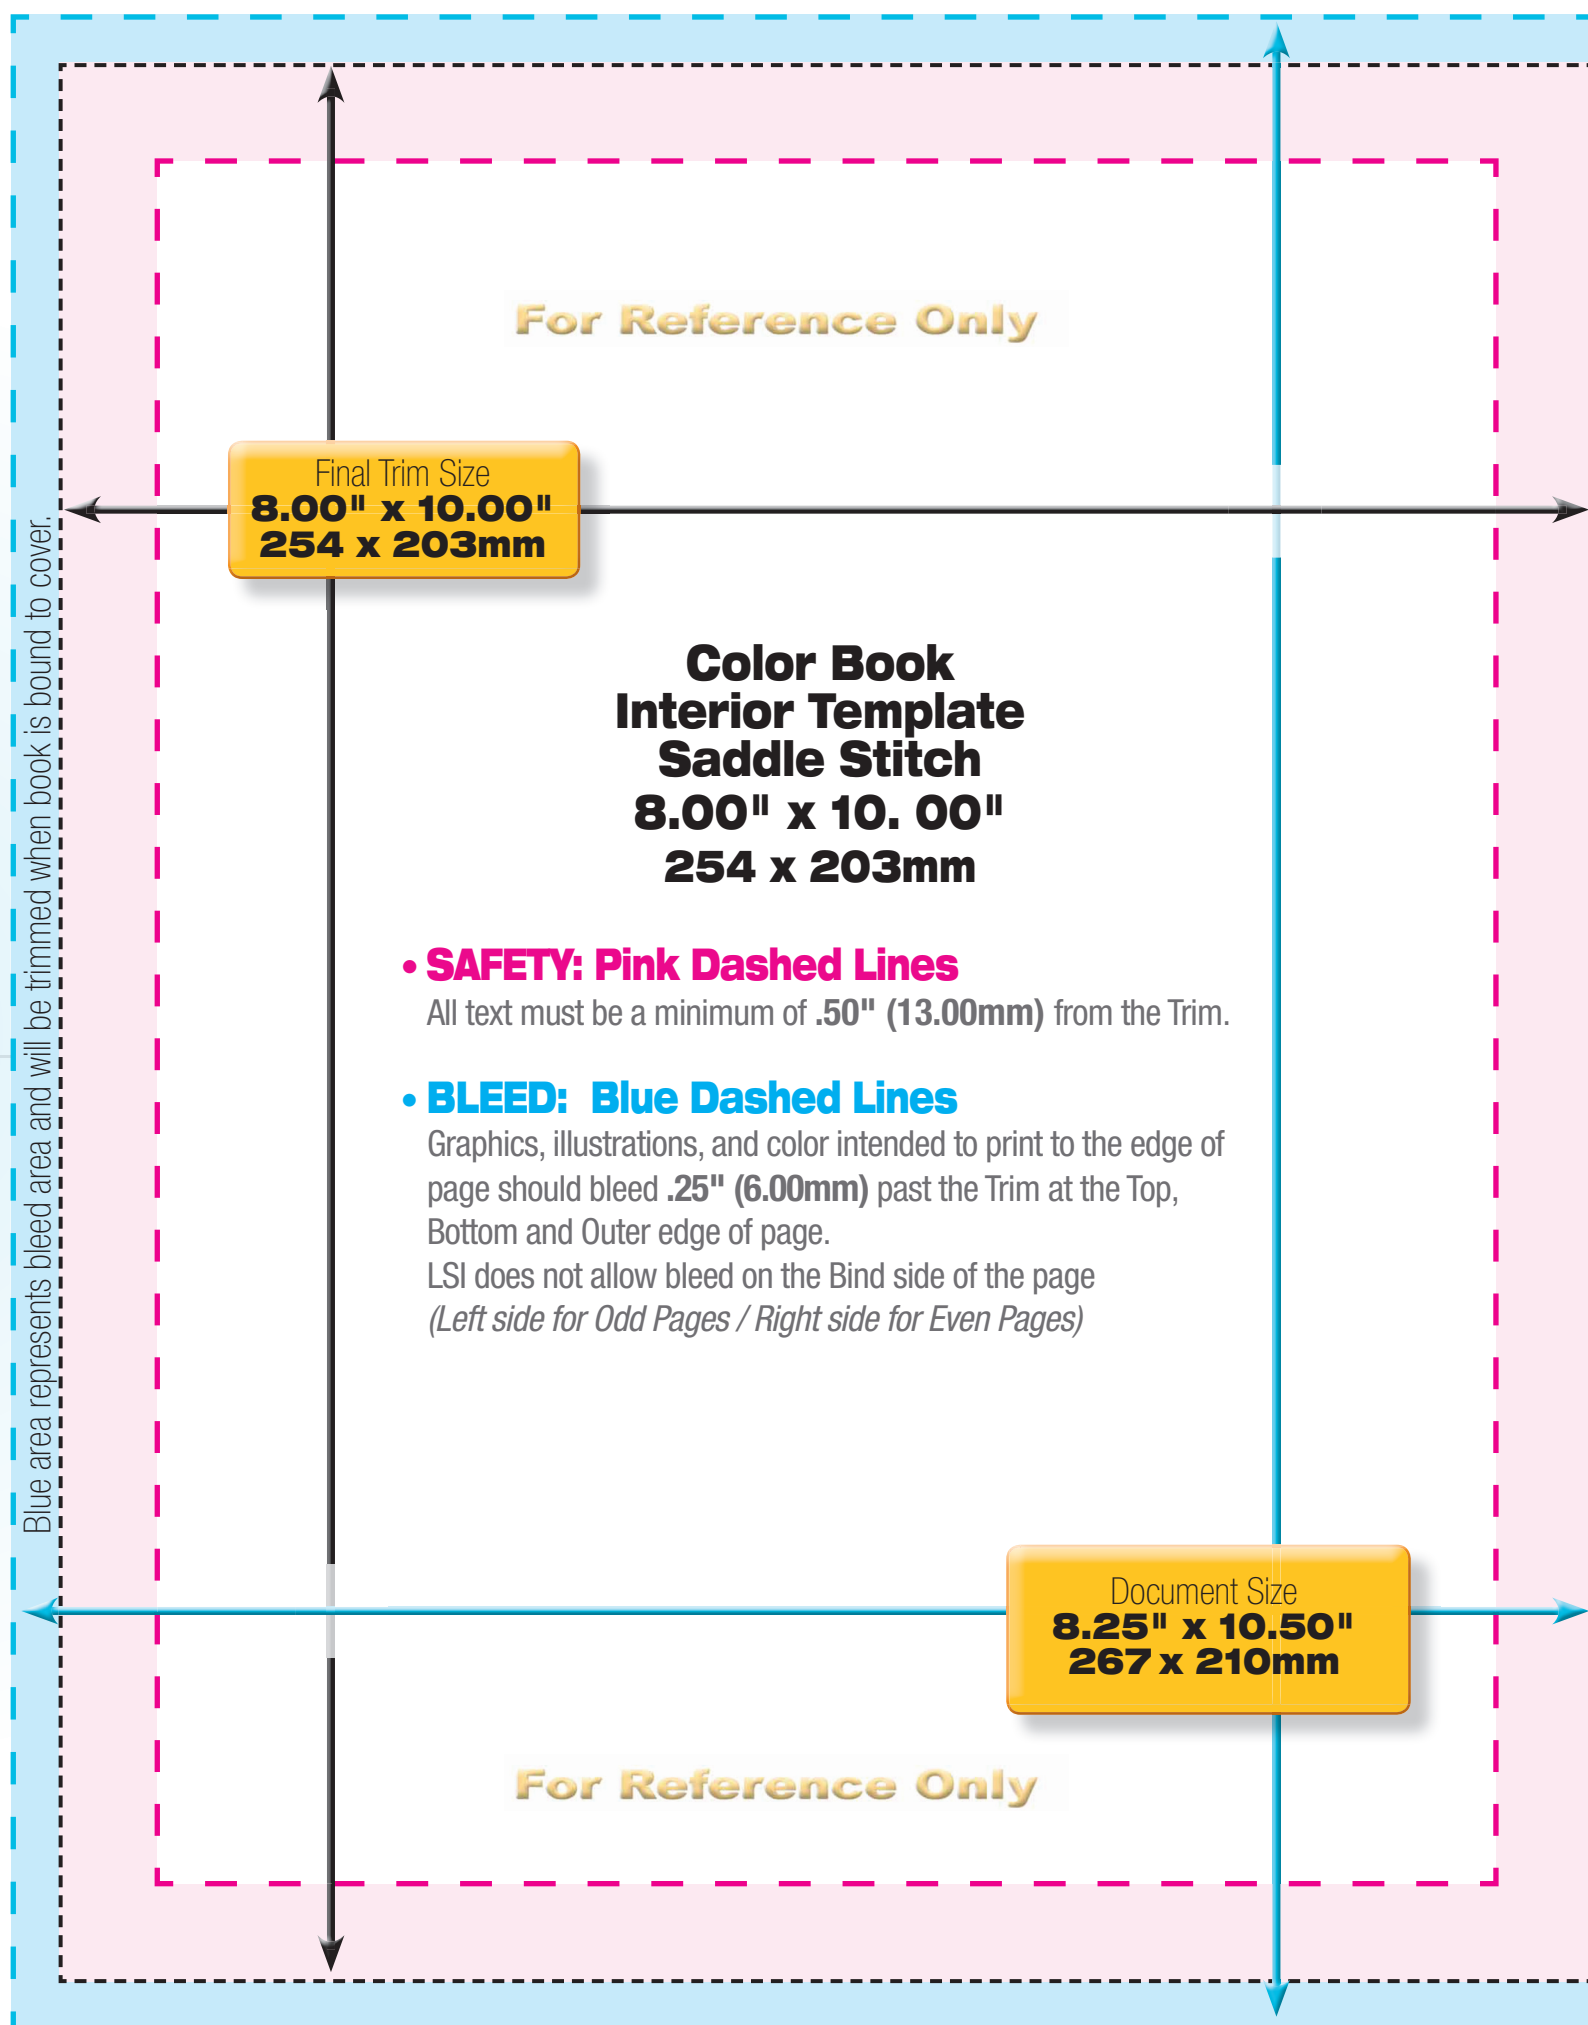 For Reference Only
Final Trim Size
8.00" x 10.00"
254 x 203mm
Blue area represents bleed area and will be trimmed when book is bound to cover.
Color Book
Interior Template
Saddle Stitch
8.00" x 10. 00"
254 x 203mm
• SAFETY: Pink Dashed Lines
All text must be a minimum of .50" (13.00mm) from the Trim.
• BLEED: Blue Dashed Lines
Graphics, illustrations, and color intended to print to the edge of
page should bleed .25" (6.00mm) past the Trim at the Top,
Bottom and Outer edge of page.
LSI does not allow bleed on the Bind side of the page
(Left side for Odd Pages / Right side for Even Pages)
Document Size
8.25" x 10.50"
267 x 210mm
For Reference Only